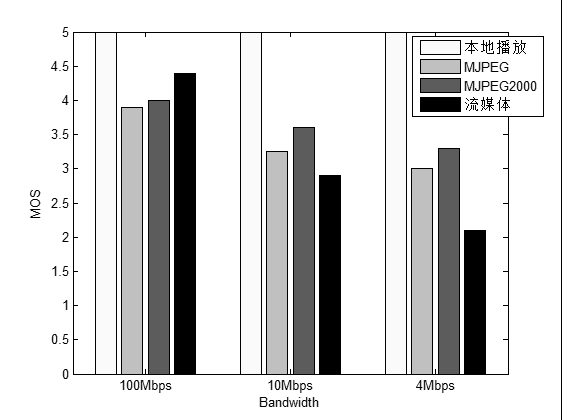 5
4.5
4
3.5
3
2.5
2
1.5
1
0.5
0
MOS
100Mbps
10Mbps
4Mbps
Bandwidth
本地播放
MJPEG
MJPEG2000
流媒体